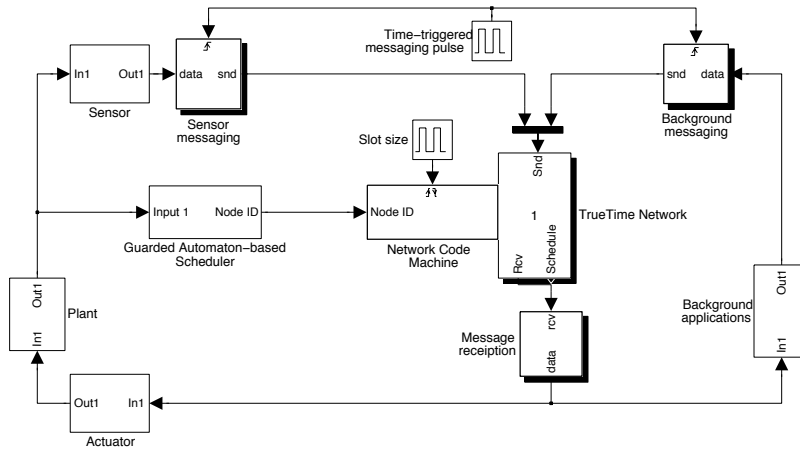 Time-triggered
messaging pulse
In1
Out1
Sensor
data
snd
Sensor
messaging
snd
data
Background
messaging
Slot size
Snd
1
Rcv
Schedule
TrueTime Network
Input 1
Node ID
Guarded Automaton-based
Scheduler
Node ID
Network Code
Machine
Out1
In1
Plant
Message
receiption
rcv
data
Background
applications
Out1
In1
Out1
In1
Actuator